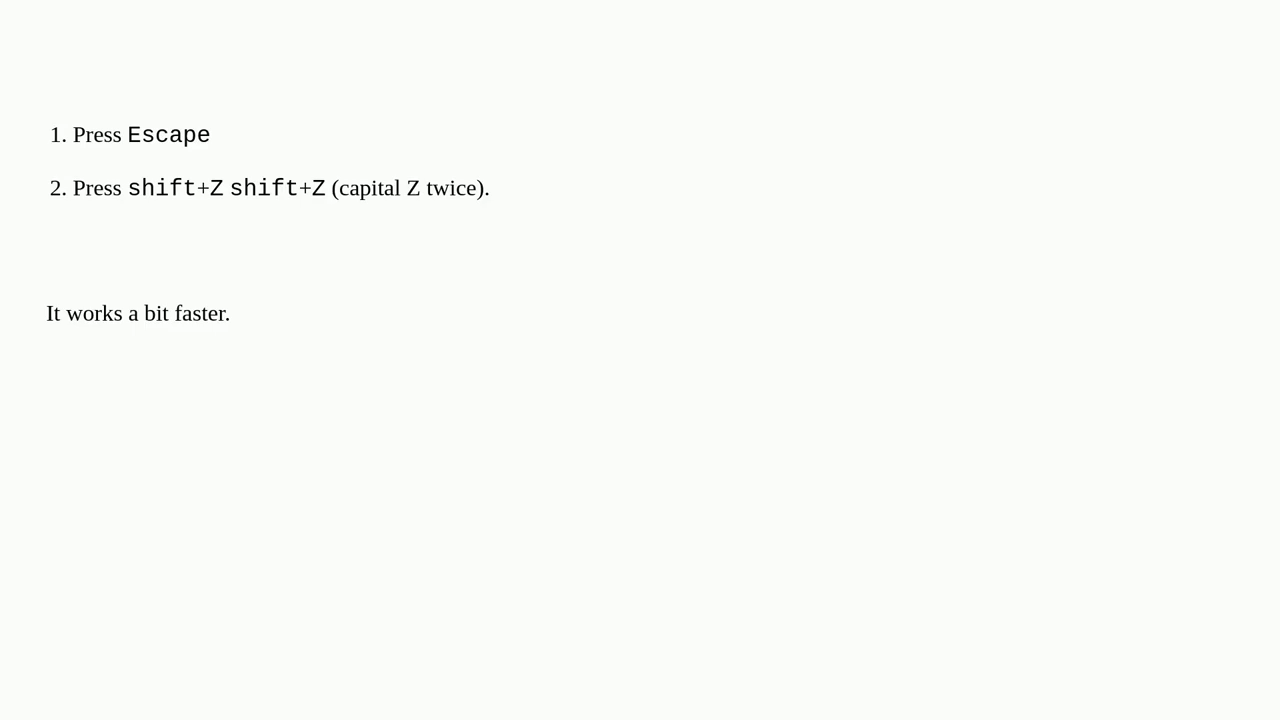 1. Press Escape
2. Press shift+Z shift+Z (capital Z twice).
It works a bit faster.